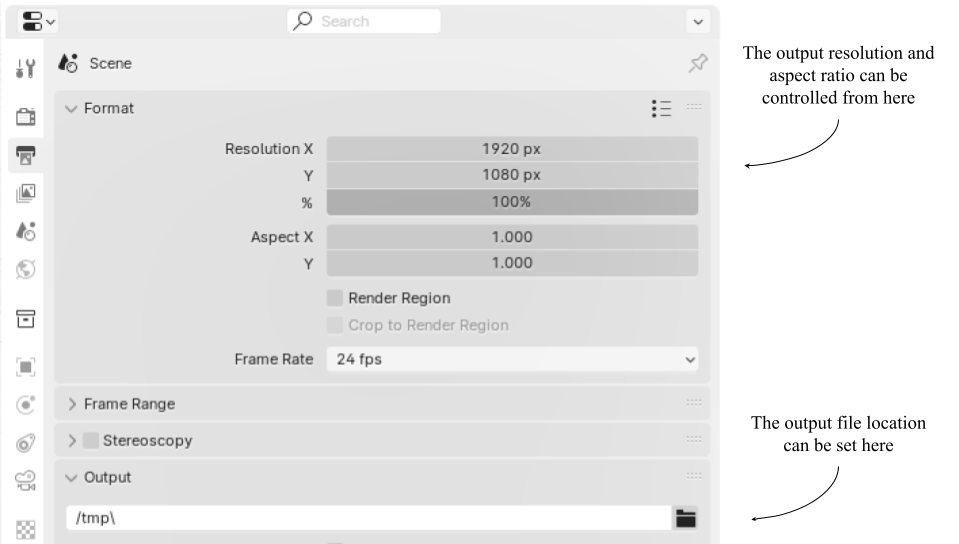 Search
Scene
The output resolution and
aspect ratio can be
controlled from here
Format
Resolution X 1920 px
Y 1080 px
% 100%
Aspect X 1.000
Y 1.000
Render Region
Crop to Render Region
Frame Rate 24 fps
Frame Range
Stereoscopy
The output file location
can be set here
Output
/tmp\